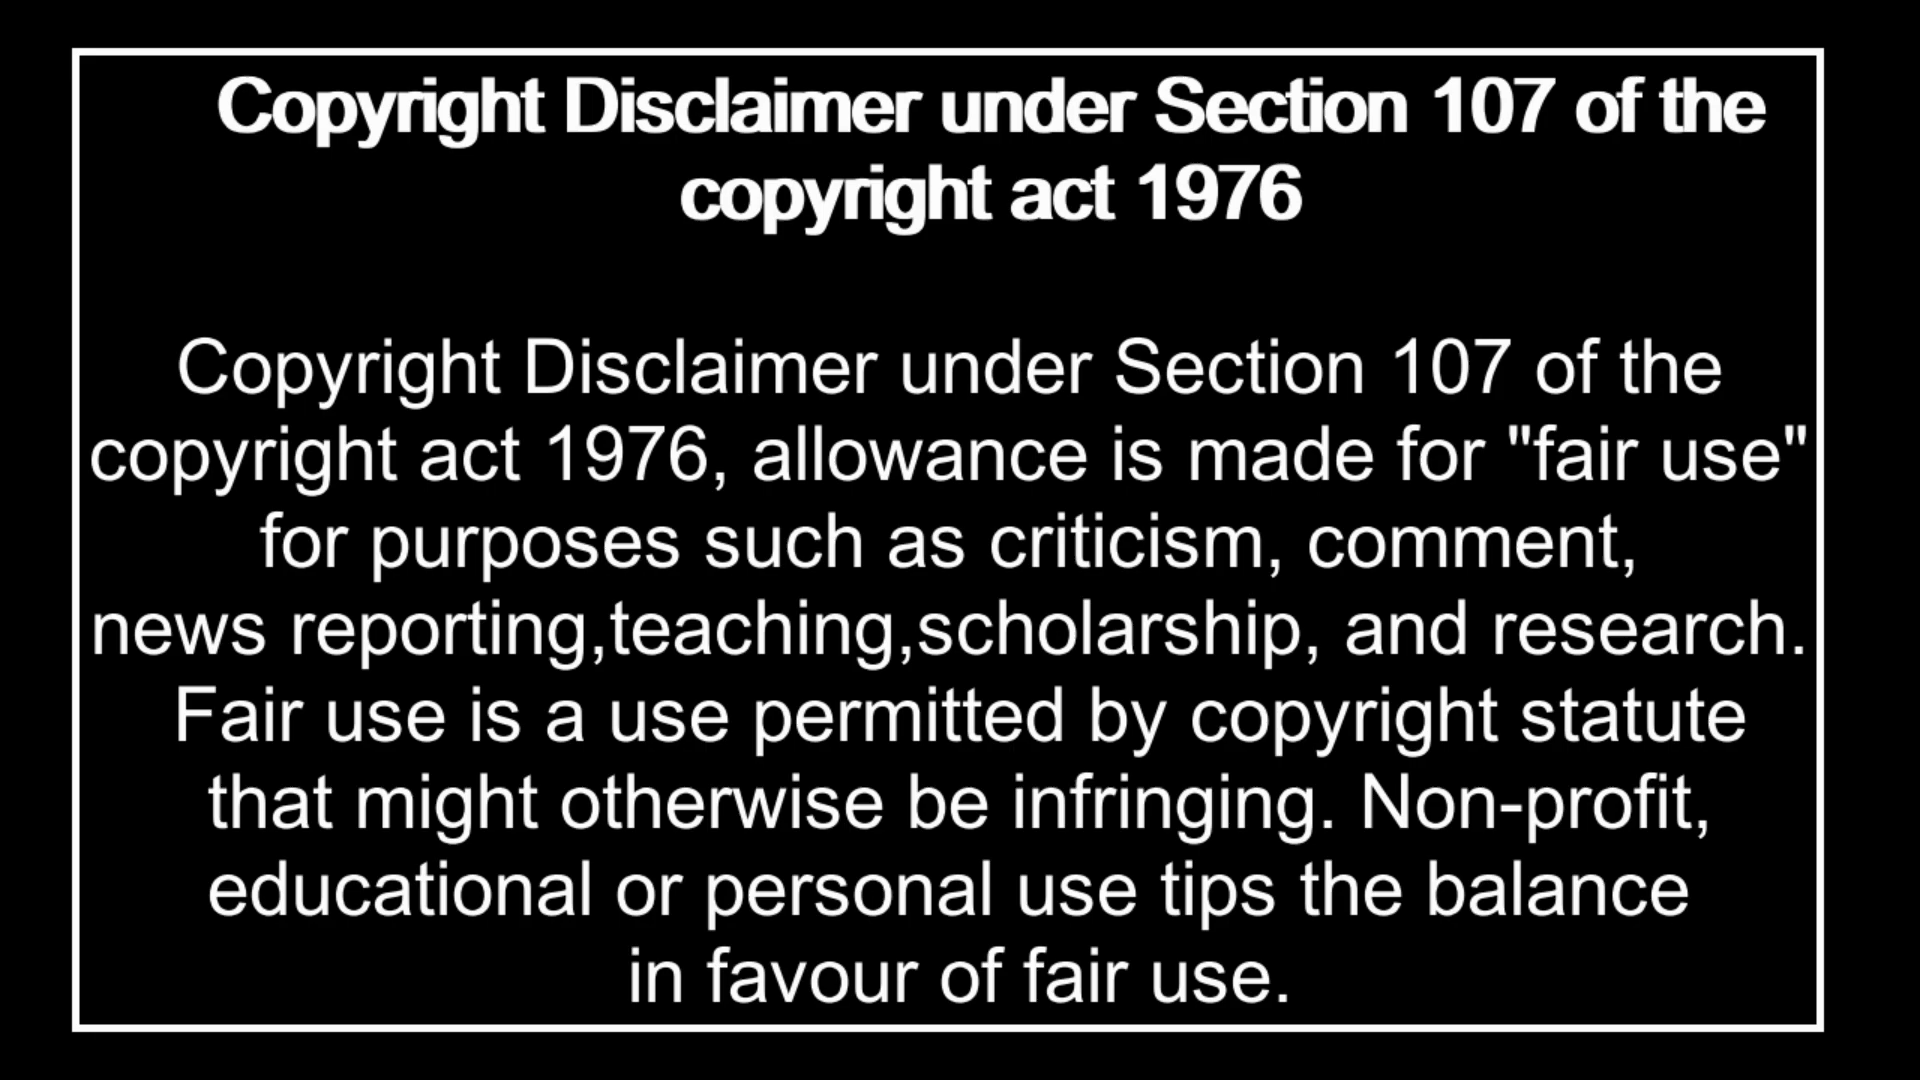 Copyright Disclaimer under Section 107 of the
copyright act 1976
Copyright Disclaimer under Section 107 of the
copyright act 1976, allowance is made for "fair use"
for purposes such as criticism, comment,
news reporting,teaching,scholarship, and research.
Fair use is a use permitted by copyright statute
that might otherwise be infringing. Non-profit,
educational or personal use tips the balance
in favour of fair use.